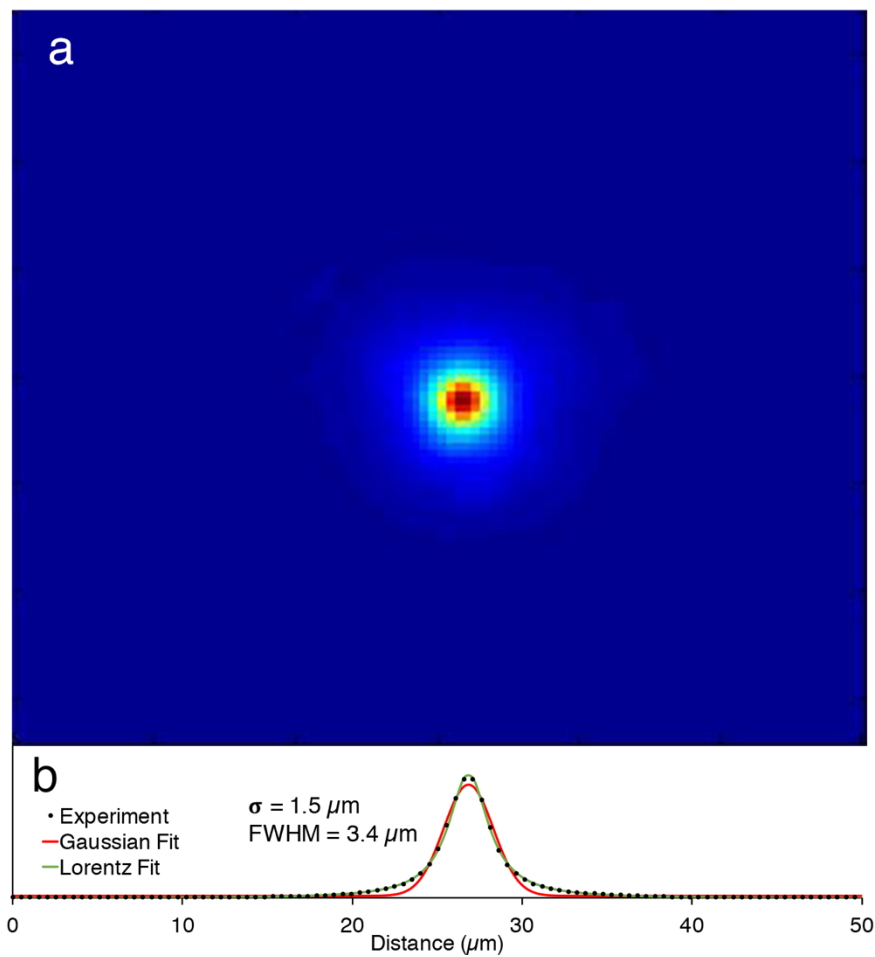 a
b
Experiment
Gaussian Fit
Lorentz Fit
σ = 1.5 µm
FWHM = 3.4 µm
0 10 20 30 40 50
Distance (µm)